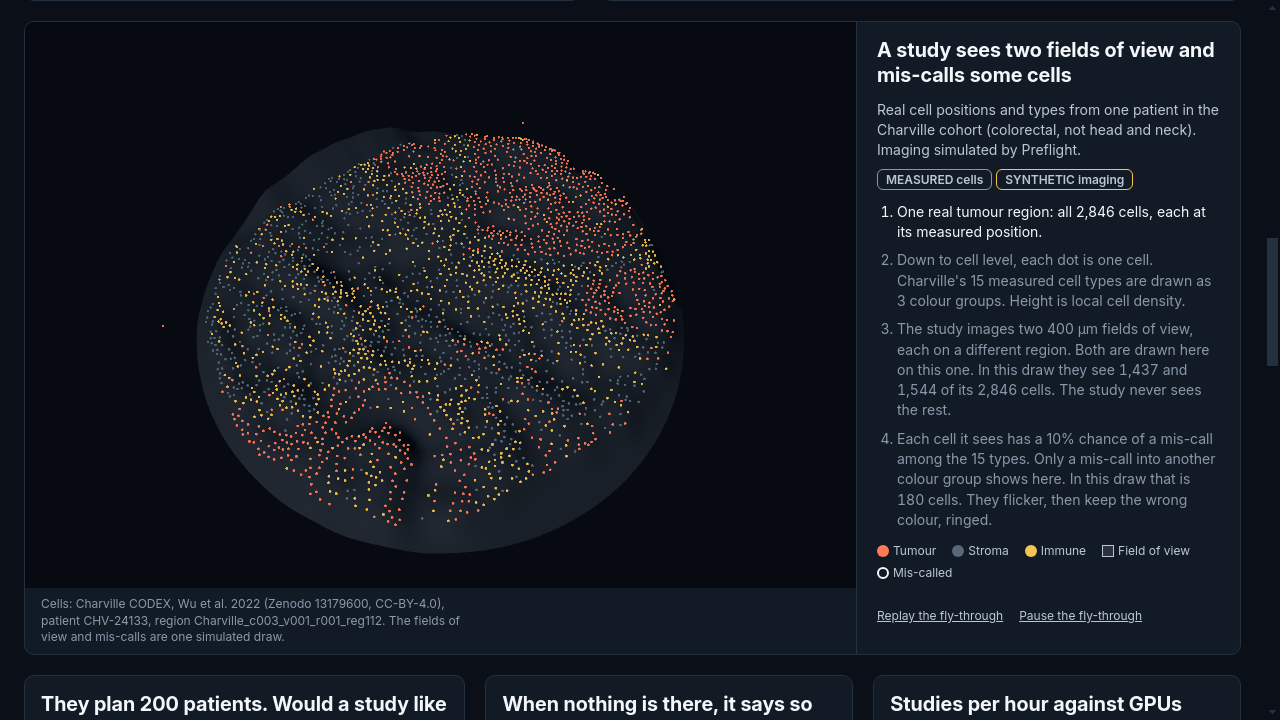 A study sees two fields of view and
mis-calls some cells
Real cell positions and types from one patient in the
Charville cohort (colorectal, not head and neck).
Imaging simulated by Preflight.
MEASURED cells SYNTHETIC imaging
1. One real tumour region: all 2,846 cells, each at
its measured position.
2. Down to cell level, each dot is one cell.
Charville's 15 measured cell types are drawn as
3 colour groups. Height is local cell density.
3. The study images two 400 µm fields of view,
each on a different region. Both are drawn here
on this one. In this draw they see 1,437 and
1,544 of its 2,846 cells. The study never sees
the rest.
4. Each cell it sees has a 10% chance of a mis-call
among the 15 types. Only a mis-call into another
colour group shows here. In this draw that is
180 cells. They flicker, then keep the wrong
colour, ringed.
Tumour Stroma Immune Field of view
Mis-called
Replay the fly-through Pause the fly-through
Cells: Charville CODEX, Wu et al. 2022 (Zenodo 13179600, CC-BY-4.0),
patient CHV-24133, region Charville_c003_v001_r001_reg112. The fields of
view and mis-calls are one simulated draw.
They plan 200 patients. Would a study like
When nothing is there, it says so
Studies per hour against GPUs